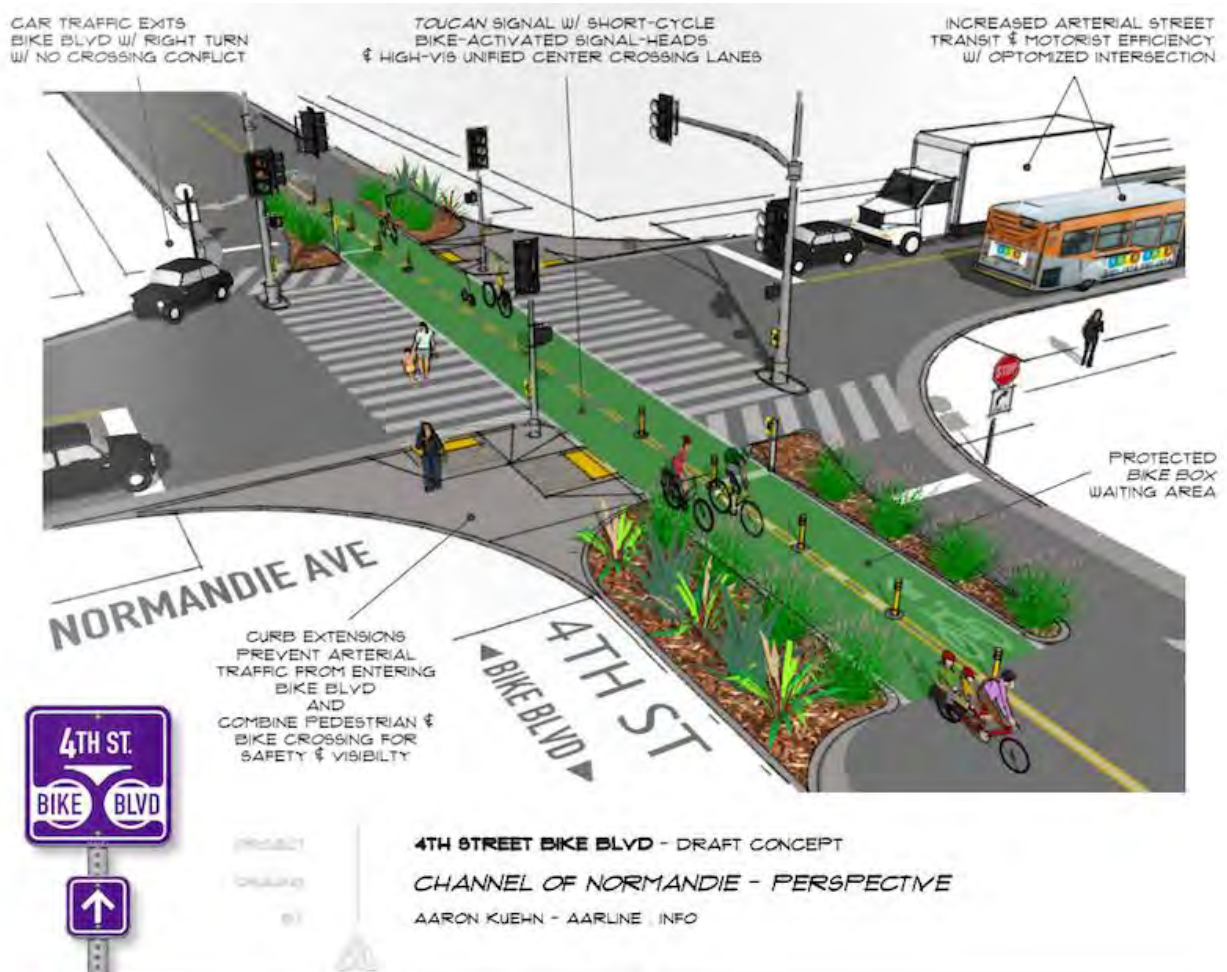 CAR TRAFFIC EXITS
BIKE BLVD W/ RIGHT TURN
W/ NO CROSSING CONFLICT
TOUCAN SIGNAL W/ SHORT-CYCLE
BIKE-ACTIVATED SIGNAL-HEADS
& HIGH-VIS UNIFIED CENTER CROSSING LANES
INCREASED ARTERIAL STREET
TRANSIT & MOTORIST EFFICIENCY
W/ OPTOMIZED INTERSECTION
STOP
PROTECTED
BIKE BOX
WAITING AREA
NORMANDIE AVE
CURB EXTENSIONS
PREVENT ARTERIAL
TRAFFIC FROM ENTERING
BIKE BLVD
AND
COMBINE PEDESTRIAN &
BIKE CROSSING FOR
SAFETY & VISIBILTY
4TH ST
BIKE BLVD
4TH ST.
BIKE BLVD
PROJECT
4TH STREET BIKE BLVD - DRAFT CONCEPT
CHANNEL OF NORMANDIE - PERSPECTIVE
BY
AARON KUEHN - AARLINE . INFO